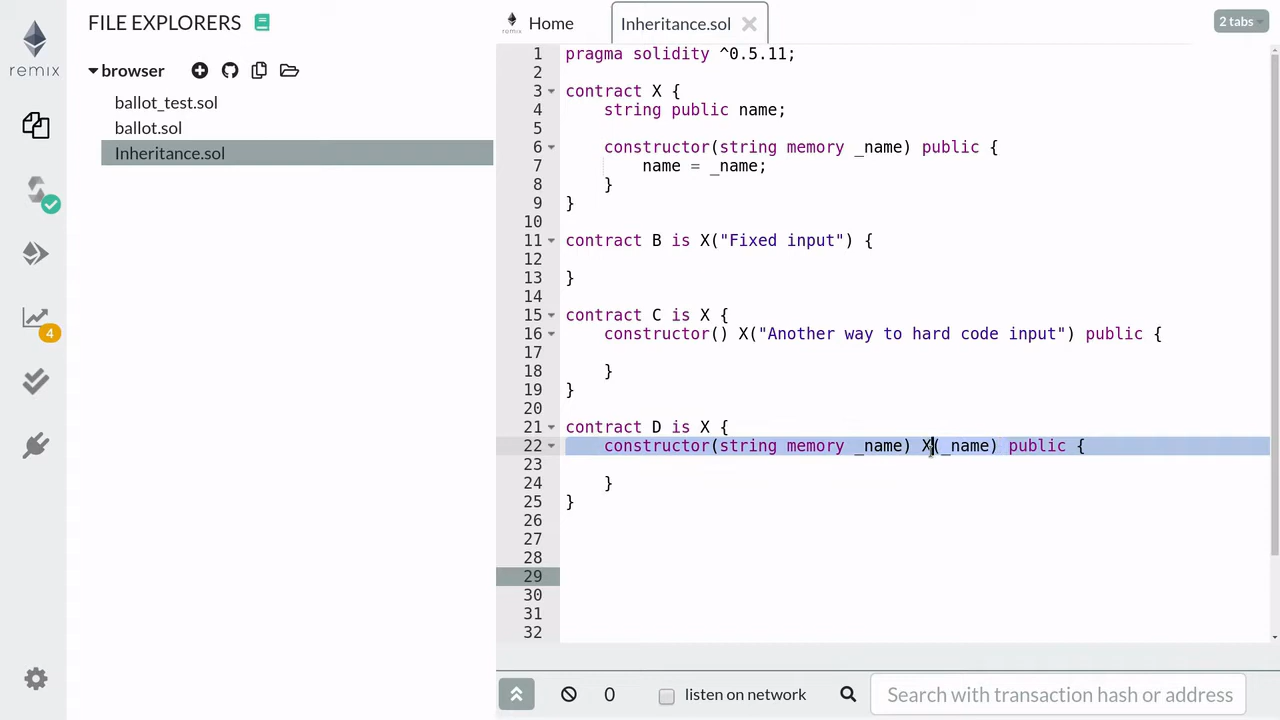 remix
FILE EXPLORERS
browser
ballot_test.sol
ballot.sol
Inheritance.sol
4
remix
Home
Inheritance.sol
2 tabs
1 pragma solidity ^0.5.11;
2
3 contract X {
4     string public name;
5
6     constructor(string memory _name) public {
7         name = _name;
8     }
9 }
10
11 contract B is X("Fixed input") {
12
13 }
14
15 contract C is X {
16     constructor() X("Another way to hard code input") public {
17
18     }
19 }
20
21 contract D is X {
22     constructor(string memory _name) X(_name) public {
23
24     }
25 }
26
27
28
29
30
31
32
0
listen on network
Search with transaction hash or address